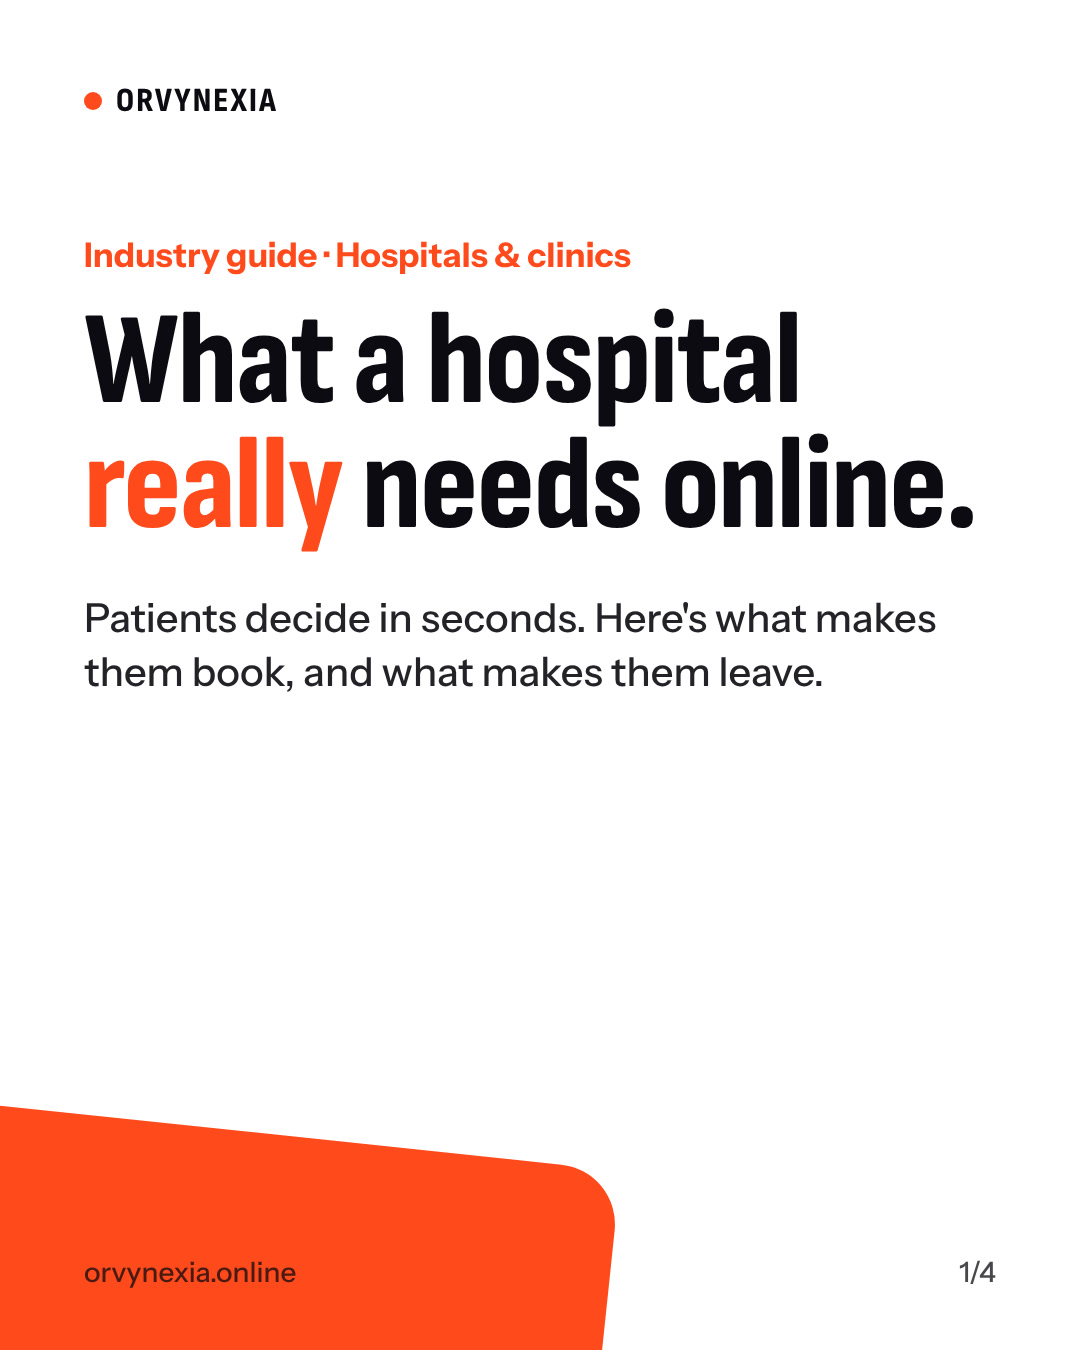 ORVYNEXIA
Industry guide · Hospitals & clinics
What a hospital
really needs online.
Patients decide in seconds. Here's what makes
them book, and what makes them leave.
orvynexia.online
1/4